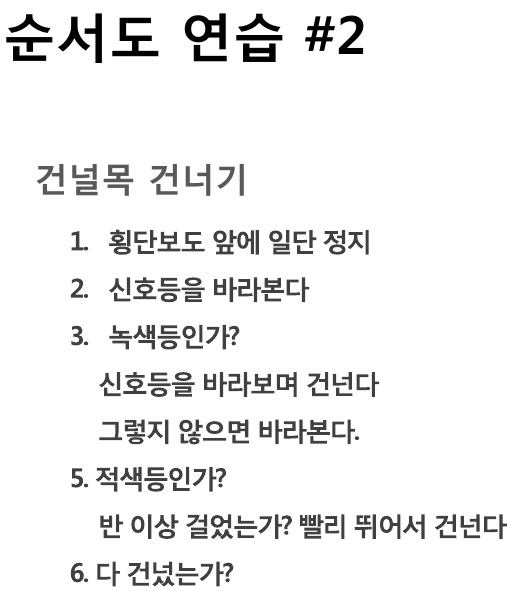 순서도 연습 #2
건널목 건너기
1. 횡단보도 앞에 일단 정지
2. 신호등을 바라본다
3. 녹색등인가?
신호등을 바라보며 건넌다
그렇지 않으면 바라본다.
5. 적색등인가?
반 이상 걸었는가? 빨리 뛰어서 건넌다
6. 다 건넜는가?